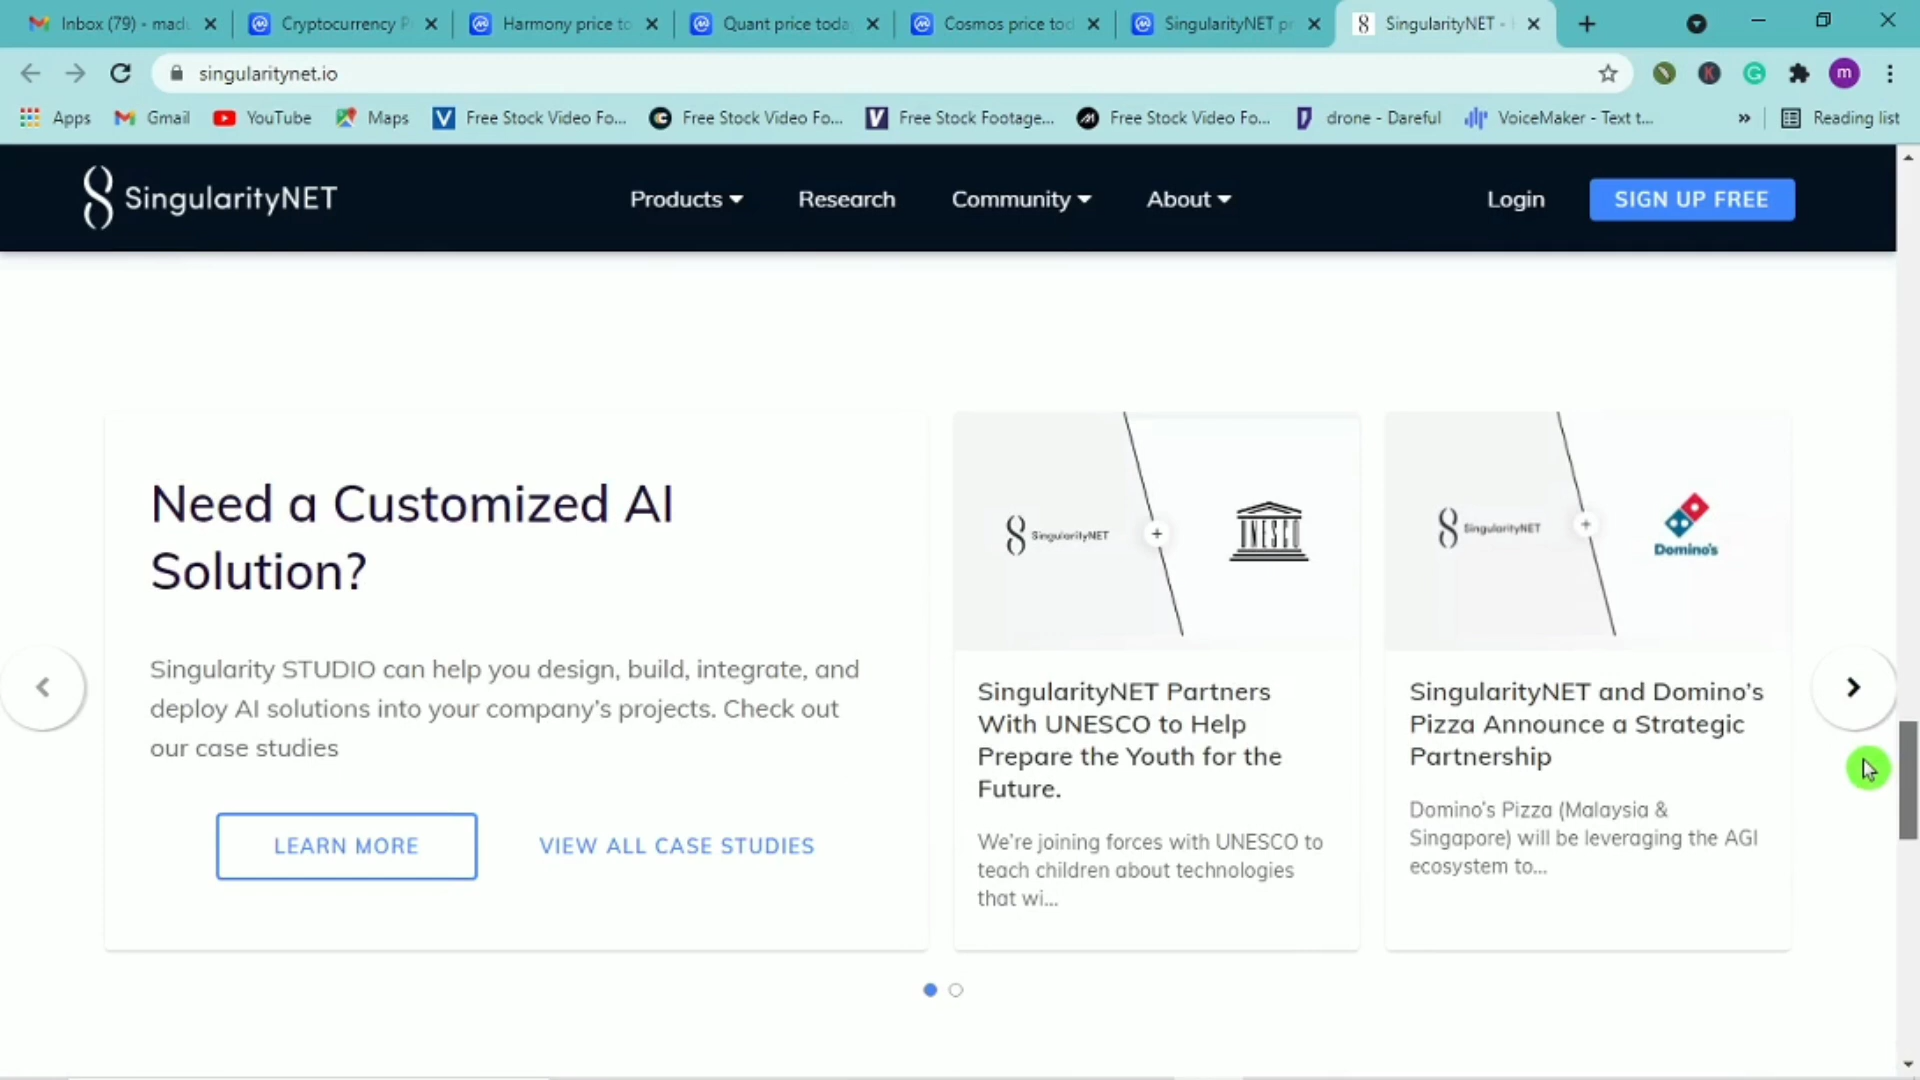 Inbox (79) - mad
Cryptocurrency P
Harmony price to
Quant price toda
Cosmos price tod
SingularityNET pr
SingularityNET -
singularitynet.io
K
m
Apps
Gmail
YouTube
Maps
Free Stock Video Fo...
Free Stock Video Fo...
Free Stock Footage...
Free Stock Video Fo...
drone - Dareful
VoiceMaker - Text t...
»
Reading list
SingularityNET
Products
Research
Community
About
Login
SIGN UP FREE
Need a Customized AI
Solution?
Singularity STUDIO can help you design, build, integrate, and
deploy AI solutions into your company's projects. Check out
our case studies
LEARN MORE
VIEW ALL CASE STUDIES
SingularityNET
+
UNESCO
SingularityNET Partners
With UNESCO to Help
Prepare the Youth for the
Future.
We're joining forces with UNESCO to
teach children about technologies
that wi...
SingularityNET
+
Domino's
SingularityNET and Domino's
Pizza Announce a Strategic
Partnership
Domino's Pizza (Malaysia &
Singapore) will be leveraging the AGI
ecosystem to...